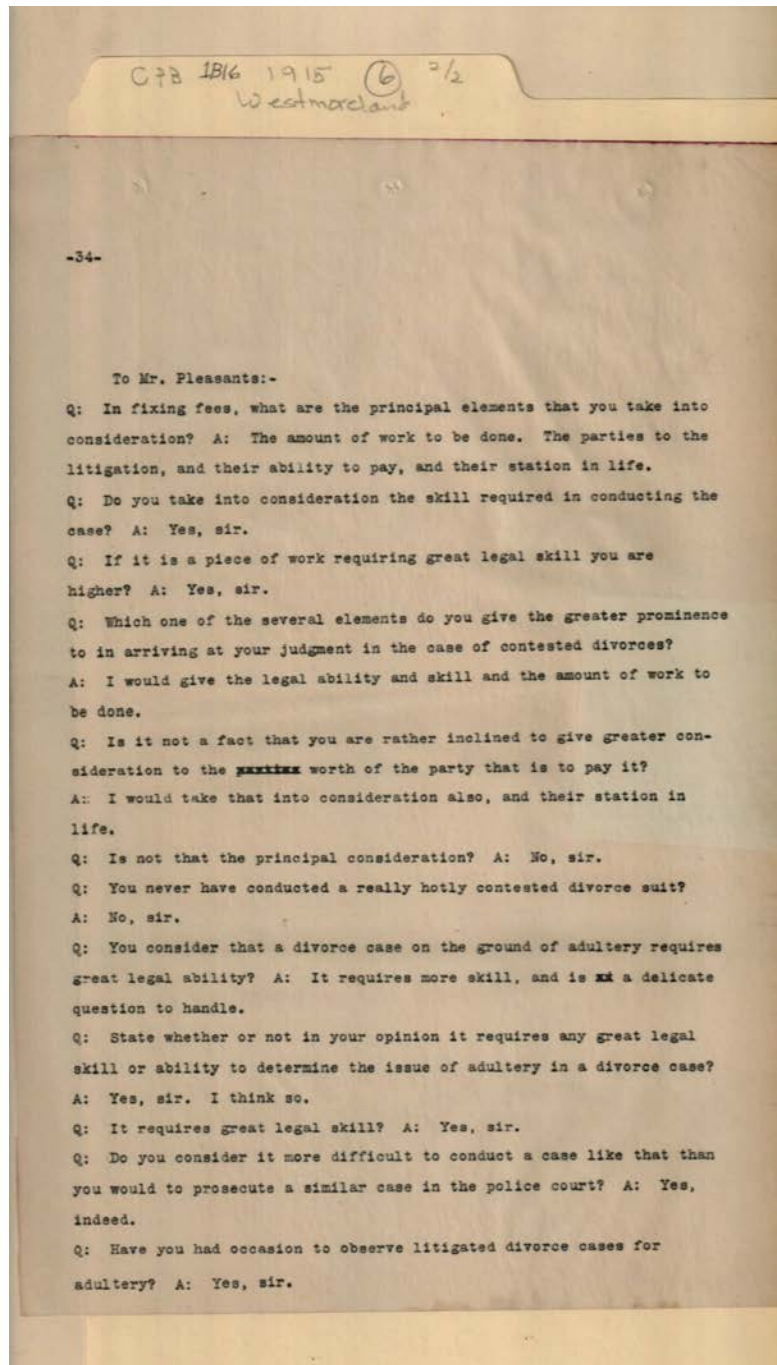 C73 1B16 1915 6 2/2
Westmoreland
-34-
To Mr. Pleasants:-
Q: In fixing fees, what are the principal elements that you take into
consideration? A: The amount of work to be done. The parties to the
litigation, and their ability to pay, and their station in life.
Q: Do you take into consideration the skill required in conducting the
case? A: Yes, sir.
Q: If it is a piece of work requiring great legal skill you are
higher? A: Yes, sir.
Q: Which one of the several elements do you give the greater prominence
to in arriving at your judgment in the case of contested divorces?
A: I would give the legal ability and skill and the amount of work to
be done.
Q: Is it not a fact that you are rather inclined to give greater con-
sideration to the worth of the party that is to pay it?
A: I would take that into consideration also, and their station in
life.
Q: Is not that the principal consideration? A: No, sir.
Q: You never have conducted a really hotly contested divorce suit?
A: No, sir.
Q: You consider that a divorce case on the ground of adultery requires
great legal ability? A: It requires more skill, and is a delicate
question to handle.
Q: State whether or not in your opinion it requires any great legal
skill or ability to determine the issue of adultery in a divorce case?
A: Yes, sir. I think so.
Q: It requires great legal skill? A: Yes, sir.
Q: Do you consider it more difficult to conduct a case like that than
you would to prosecute a similar case in the police court? A: Yes,
indeed.
Q: Have you had occasion to observe litigated divorce cases for
adultery? A: Yes, sir.